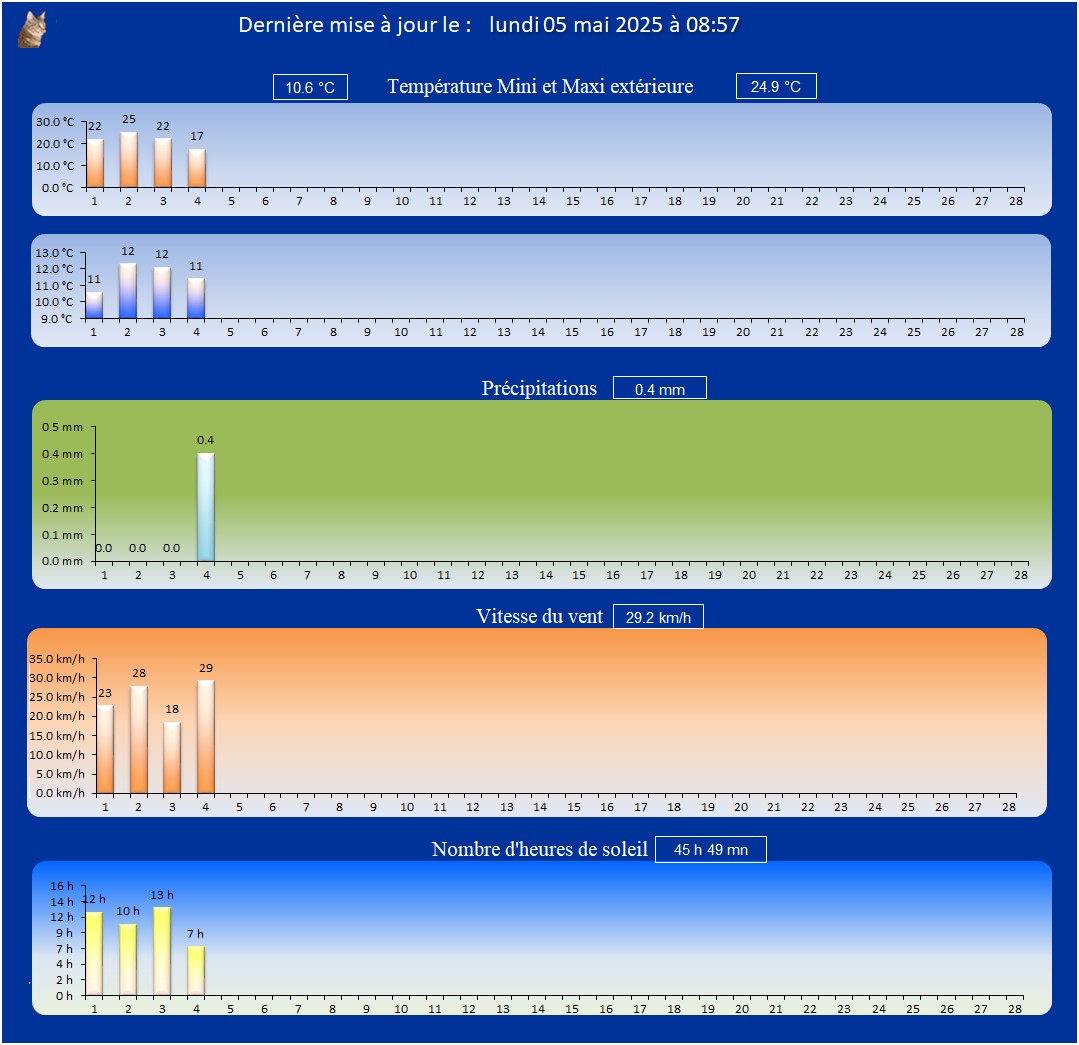 Dernière mise à jour le : lundi 05 mai 2025 à 08:57
10.6 °C Température Mini et Maxi extérieure 24.9 °C
30.0 °C
20.0 °C
10.0 °C
0.0 °C
22 25 22 17
1 2 3 4 5 6 7 8 9 10 11 12 13 14 15 16 17 18 19 20 21 22 23 24 25 26 27 28
13.0 °C
12.0 °C
11.0 °C
10.0 °C
9.0 °C
11 12 12 11
1 2 3 4 5 6 7 8 9 10 11 12 13 14 15 16 17 18 19 20 21 22 23 24 25 26 27 28
Précipitations 0.4 mm
0.5 mm
0.4 mm
0.3 mm
0.2 mm
0.1 mm
0.0 mm
0.0 0.0 0.0 0.4
1 2 3 4 5 6 7 8 9 10 11 12 13 14 15 16 17 18 19 20 21 22 23 24 25 26 27 28
Vitesse du vent 29.2 km/h
35.0 km/h
30.0 km/h
25.0 km/h
20.0 km/h
15.0 km/h
10.0 km/h
5.0 km/h
0.0 km/h
23 28 18 29
1 2 3 4 5 6 7 8 9 10 11 12 13 14 15 16 17 18 19 20 21 22 23 24 25 26 27 28
Nombre d'heures de soleil 45 h 49 mn
16 h
14 h
12 h
9 h
7 h
4 h
2 h
0 h
12 h 10 h 13 h 7 h
1 2 3 4 5 6 7 8 9 10 11 12 13 14 15 16 17 18 19 20 21 22 23 24 25 26 27 28